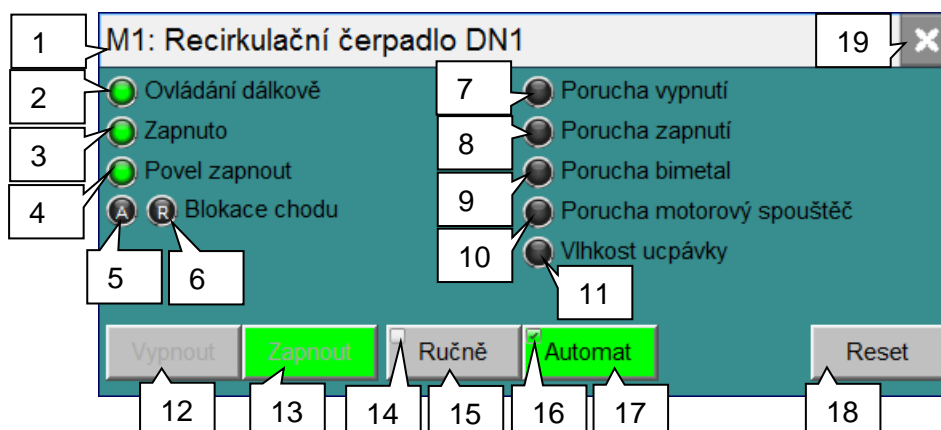 1 M1: Recirkulační čerpadlo DN1 19
2 Ovládání dálkově 7 Porucha vypnutí
3 Zapnuto 8 Porucha zapnutí
4 Povel zapnout 9 Porucha bimetal
A R Blokace chodu 10 Porucha motorový spouštěč
5 6 Vlhkost ucpávky
11
Vypnout Zapnout Ručně Automat Reset
12 13 14 15 16 17 18